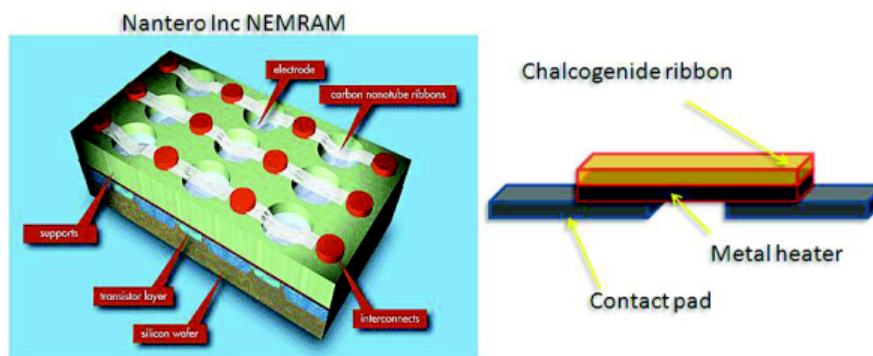 Nantero Inc NEMRAM
electrode
carbon nanotube ribbons
supports
transistor layer
silicon wafer
interconnects
Chalcogenide ribbon
Metal heater
Contact pad